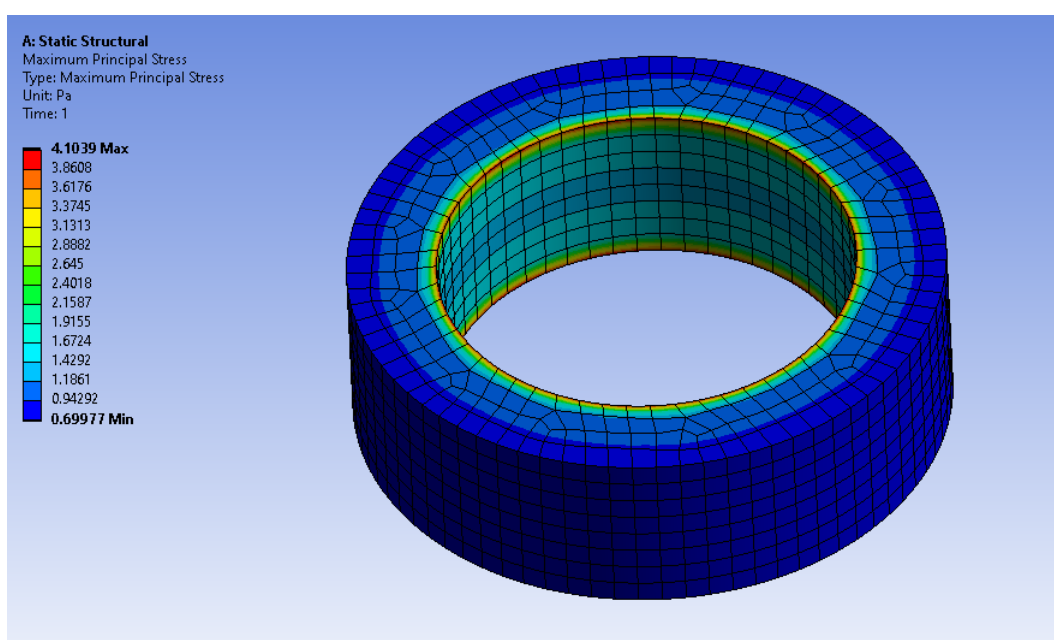 A: Static Structural
Maximum Principal Stress
Type: Maximum Principal Stress
Unit: Pa
Time: 1
4.1039 Max
3.8608
3.6176
3.3745
3.1313
2.8882
2.645
2.4018
2.1587
1.9155
1.6724
1.4292
1.1861
0.94292
0.69977 Min